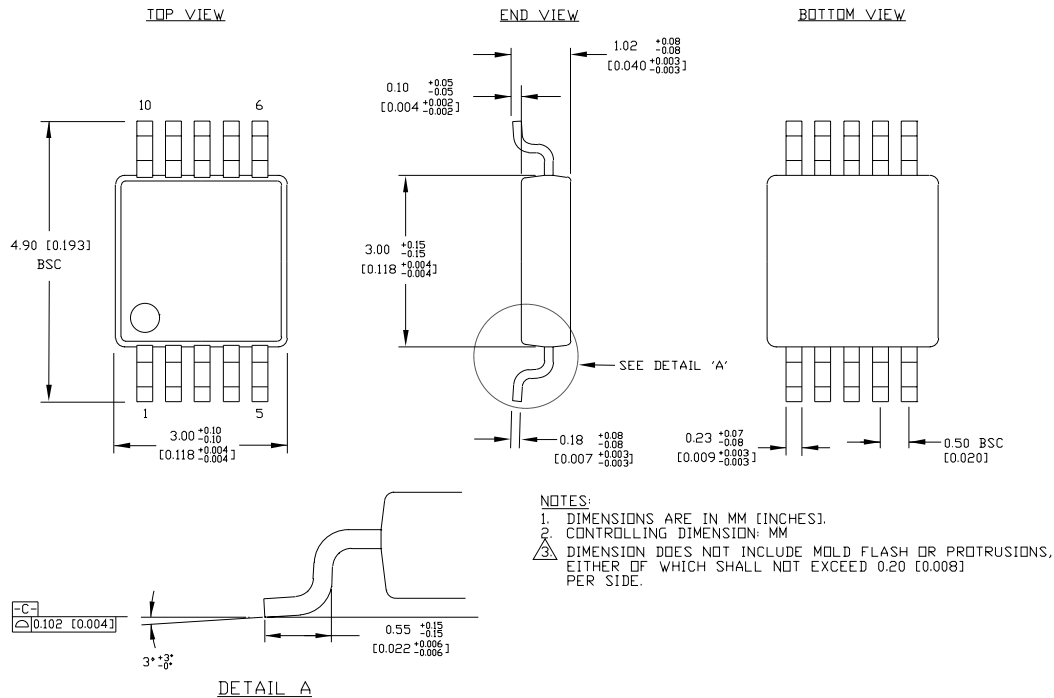 TOP VIEW
END VIEW
BOTTOM VIEW
1.02 +0.08 -0.08
[0.040 +0.003 -0.003]
0.10 +0.05 -0.05
[0.004 +0.002 -0.002]
10 6
4.90 [0.193]
BSC
3.00 +0.15 -0.15
[0.118 +0.004 -0.004]
SEE DETAIL 'A'
1 5
3.00 +0.10 -0.10
[0.118 +0.004 -0.004]
0.18 +0.08 -0.08
[0.007 +0.003 -0.003]
0.23 +0.07 -0.08
[0.009 +0.003 -0.003]
0.50 BSC
[0.020]
NOTES:
1. DIMENSIONS ARE IN MM [INCHES].
2. CONTROLLING DIMENSION: MM
3. DIMENSION DOES NOT INCLUDE MOLD FLASH OR PROTRUSIONS,
EITHER OF WHICH SHALL NOT EXCEED 0.20 [0.008]
PER SIDE.
-C-
0.102 [0.004]
3° +3° -0°
0.55 +0.15 -0.15
[0.022 +0.006 -0.006]
DETAIL A